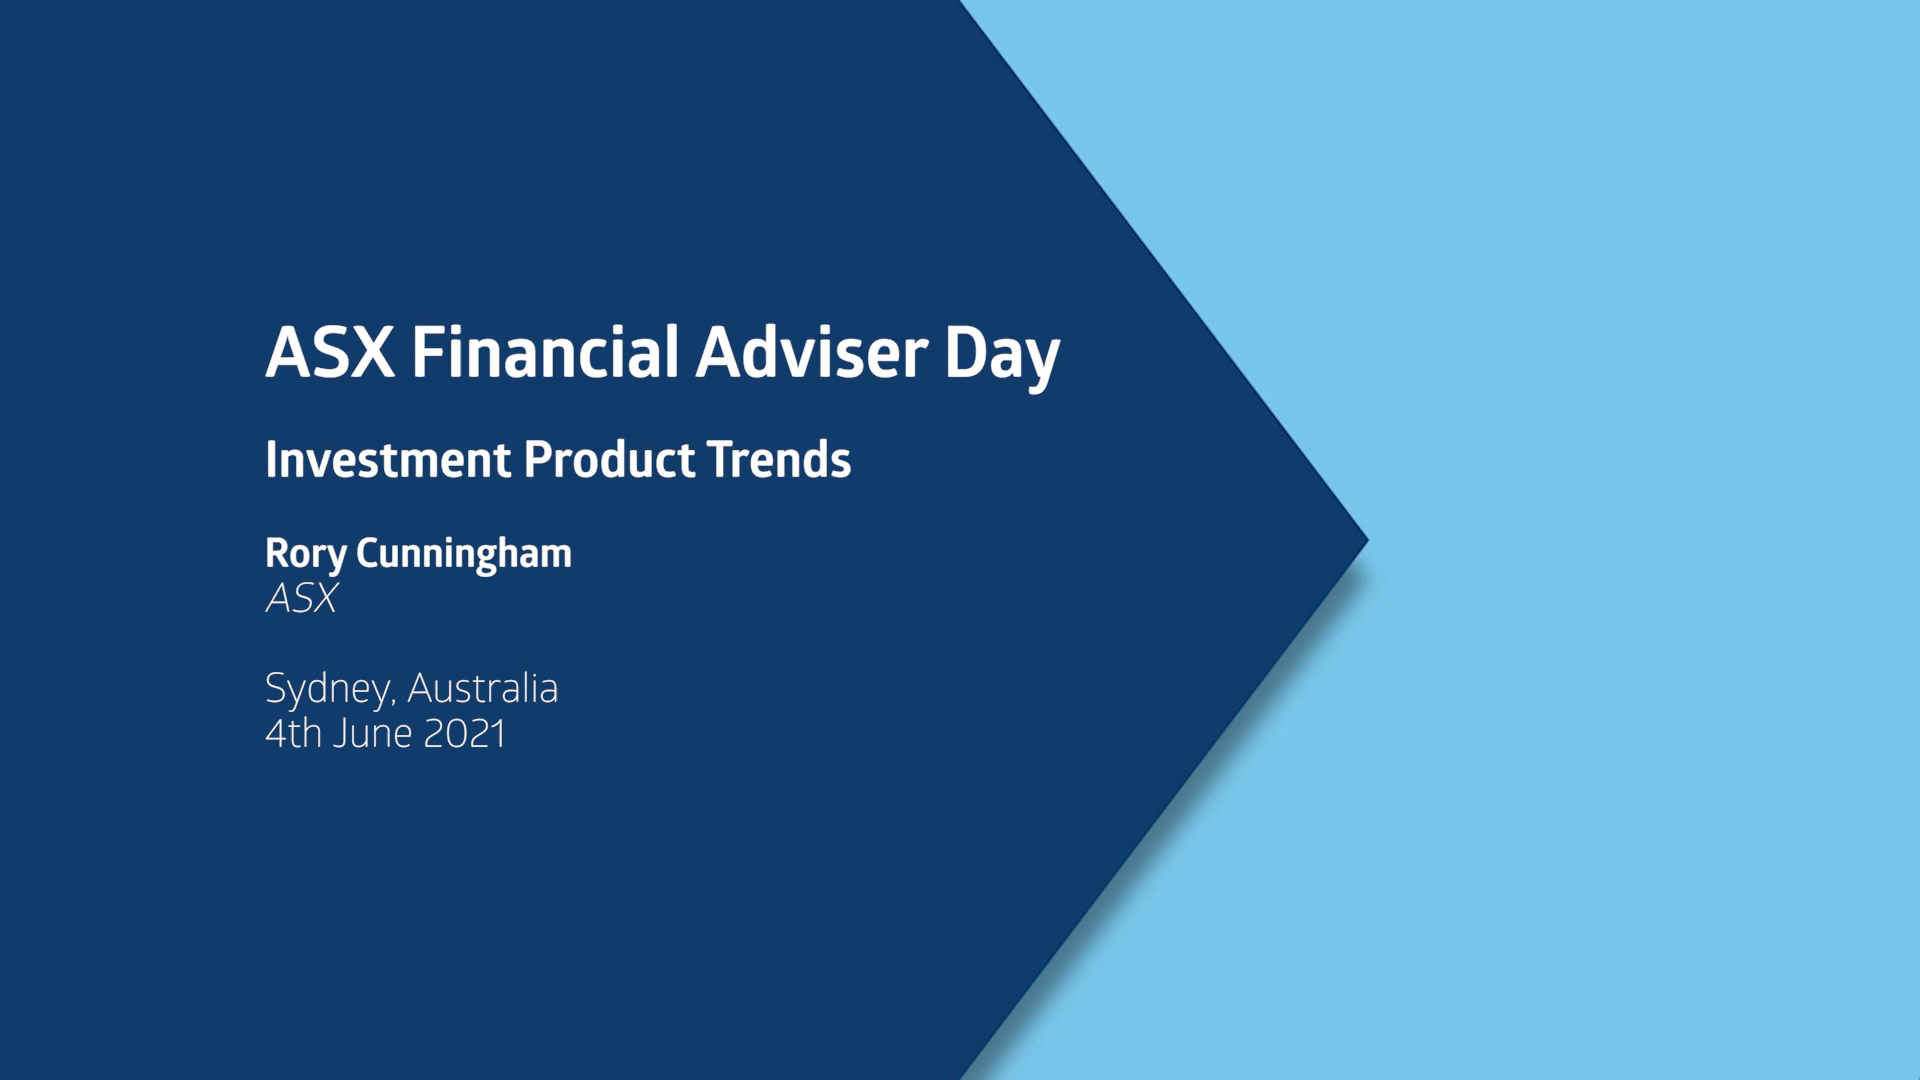 ASX Financial Adviser Day
Investment Product Trends
Rory Cunningham
ASX
Sydney, Australia
4th June 2021